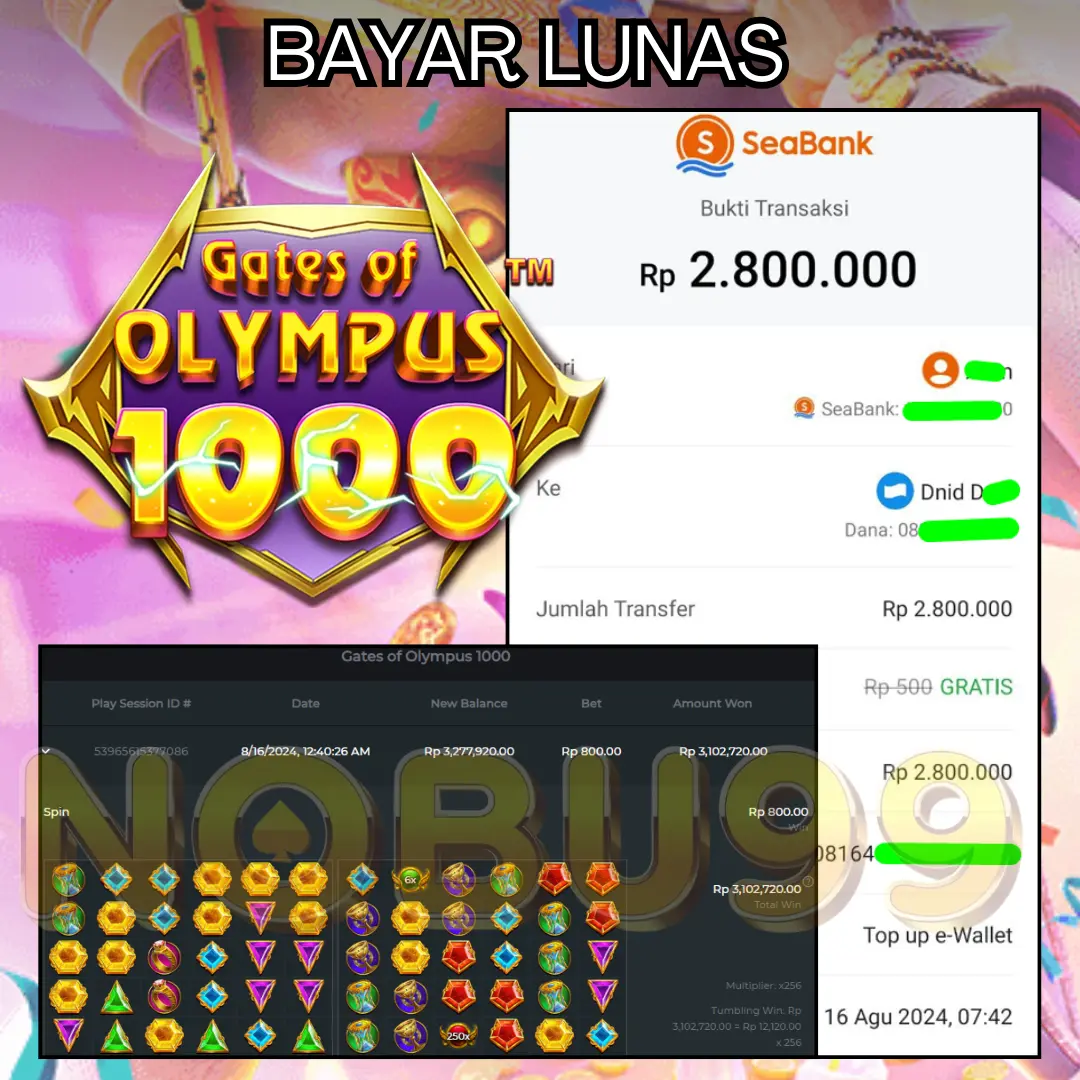 BAYAR LUNAS
Gates of
OLYMPUS
1000
TM
SeaBank
Bukti Transaksi
Rp 2.800.000
SeaBank:
Ke
Dnid D
Dana: 08
Jumlah Transfer Rp 2.800.000
Rp 500 GRATIS
Rp 2.800.000
08164
Top up e-Wallet
16 Agu 2024, 07:42
Gates of Olympus 1000
Play Session ID # Date New Balance Bet Amount Won
53965615377086 8/16/2024, 12:40:26 AM Rp 3,277,920.00 Rp 800.00 Rp 3,102,720.00
NOBU99
Spin Rp 800.00
Win
Rp 3,102,720.00
Total Win
6x
250x
Multiplier: x256
Tumbling Win: Rp
3,102,720.00 = Rp 12,120.00
x 256